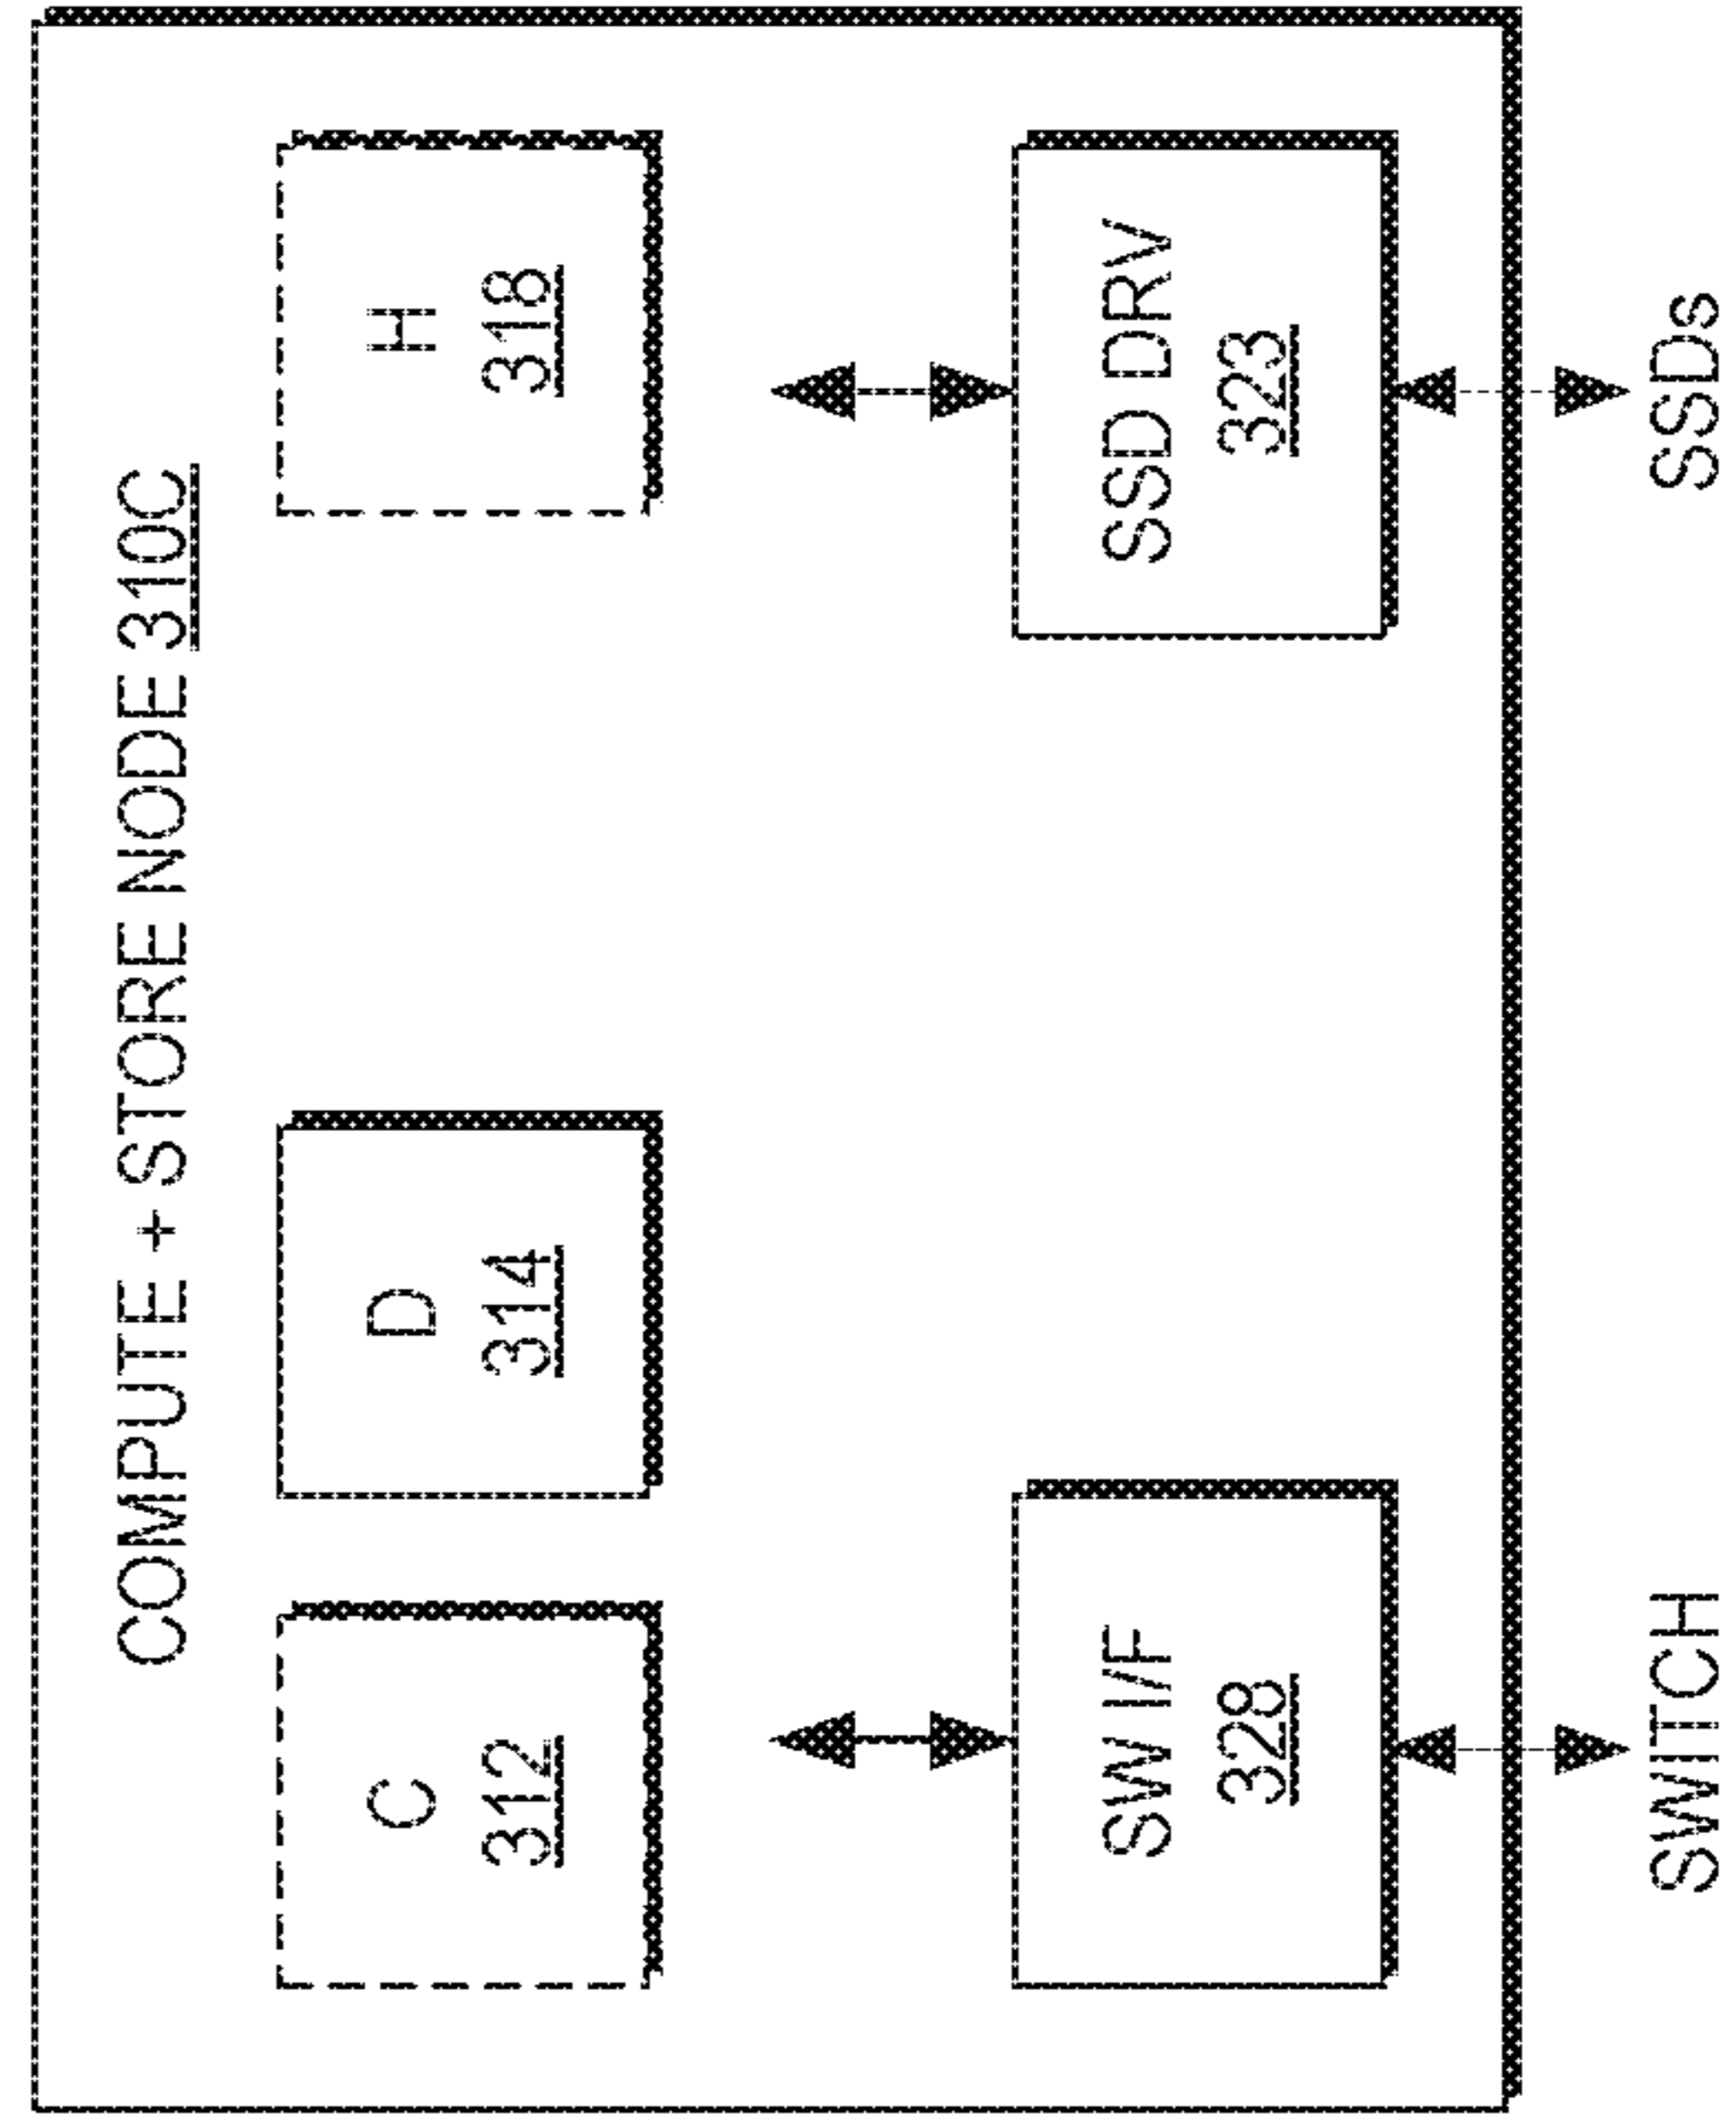 COMPUTE + STORE NODE 310C
C
312
D
314
H
318
SW I/F
328
SSD DRV
323
SWITCH
SSDs